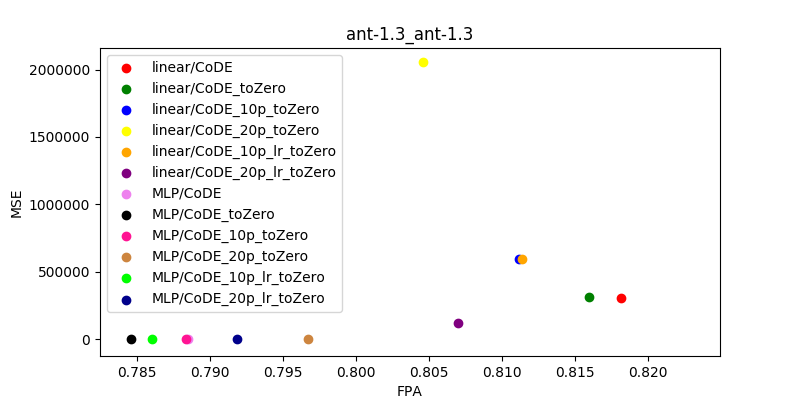 ant-1.3_ant-1.3
MSE
2000000
1500000
1000000
500000
0
linear/CoDE
linear/CoDE_toZero
linear/CoDE_10p_toZero
linear/CoDE_20p_toZero
linear/CoDE_10p_lr_toZero
linear/CoDE_20p_lr_toZero
MLP/CoDE
MLP/CoDE_toZero
MLP/CoDE_10p_toZero
MLP/CoDE_20p_toZero
MLP/CoDE_10p_lr_toZero
MLP/CoDE_20p_lr_toZero
0.785 0.790 0.795 0.800 0.805 0.810 0.815 0.820
FPA